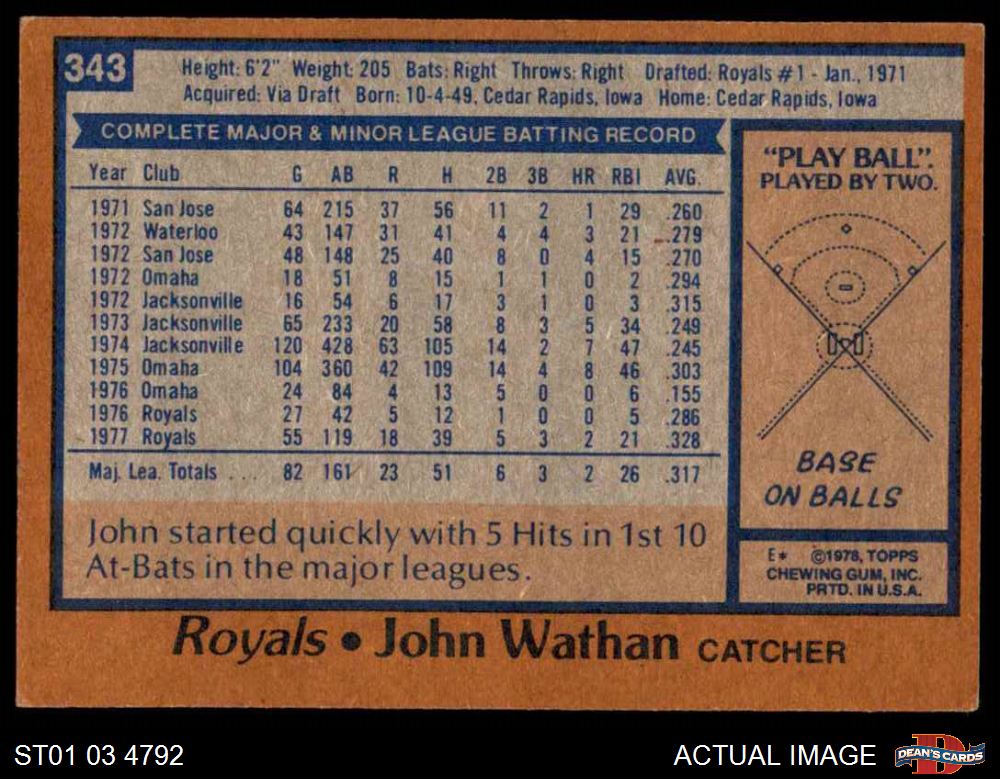 343
Height: 6'2" Weight: 205 Bats: Right Throws: Right Drafted: Royals #1 - Jan., 1971
Acquired: Via Draft Born: 10-4-49, Cedar Rapids, Iowa Home: Cedar Rapids, Iowa
COMPLETE MAJOR & MINOR LEAGUE BATTING RECORD
Year Club G AB R H 2B 3B HR RBI AVG.
1971 San Jose 64 215 37 56 11 2 1 29 .260
1972 Waterloo 43 147 31 41 4 4 3 21 .279
1972 San Jose 48 148 25 40 8 0 4 15 .270
1972 Omaha 18 51 8 15 1 1 0 2 .294
1972 Jacksonville 16 54 6 17 3 1 0 3 .315
1973 Jacksonville 65 233 20 58 8 3 5 34 .249
1974 Jacksonville 120 428 63 105 14 2 7 47 .245
1975 Omaha 104 360 42 109 14 4 8 46 .303
1976 Omaha 24 84 4 13 5 0 0 6 .155
1976 Royals 27 42 5 12 1 0 0 5 .286
1977 Royals 55 119 18 39 5 3 2 21 .328
Maj. Lea. Totals ... 82 161 23 51 6 3 2 26 .317
John started quickly with 5 Hits in 1st 10
At-Bats in the major leagues.
"PLAY BALL".
PLAYED BY TWO.
BASE
ON BALLS
E* ©1978, TOPPS
CHEWING GUM, INC.
PRTD. IN U.S.A.
Royals • John Wathan CATCHER
ST01 03 4792
ACTUAL IMAGE
D
DEAN'S CARDS